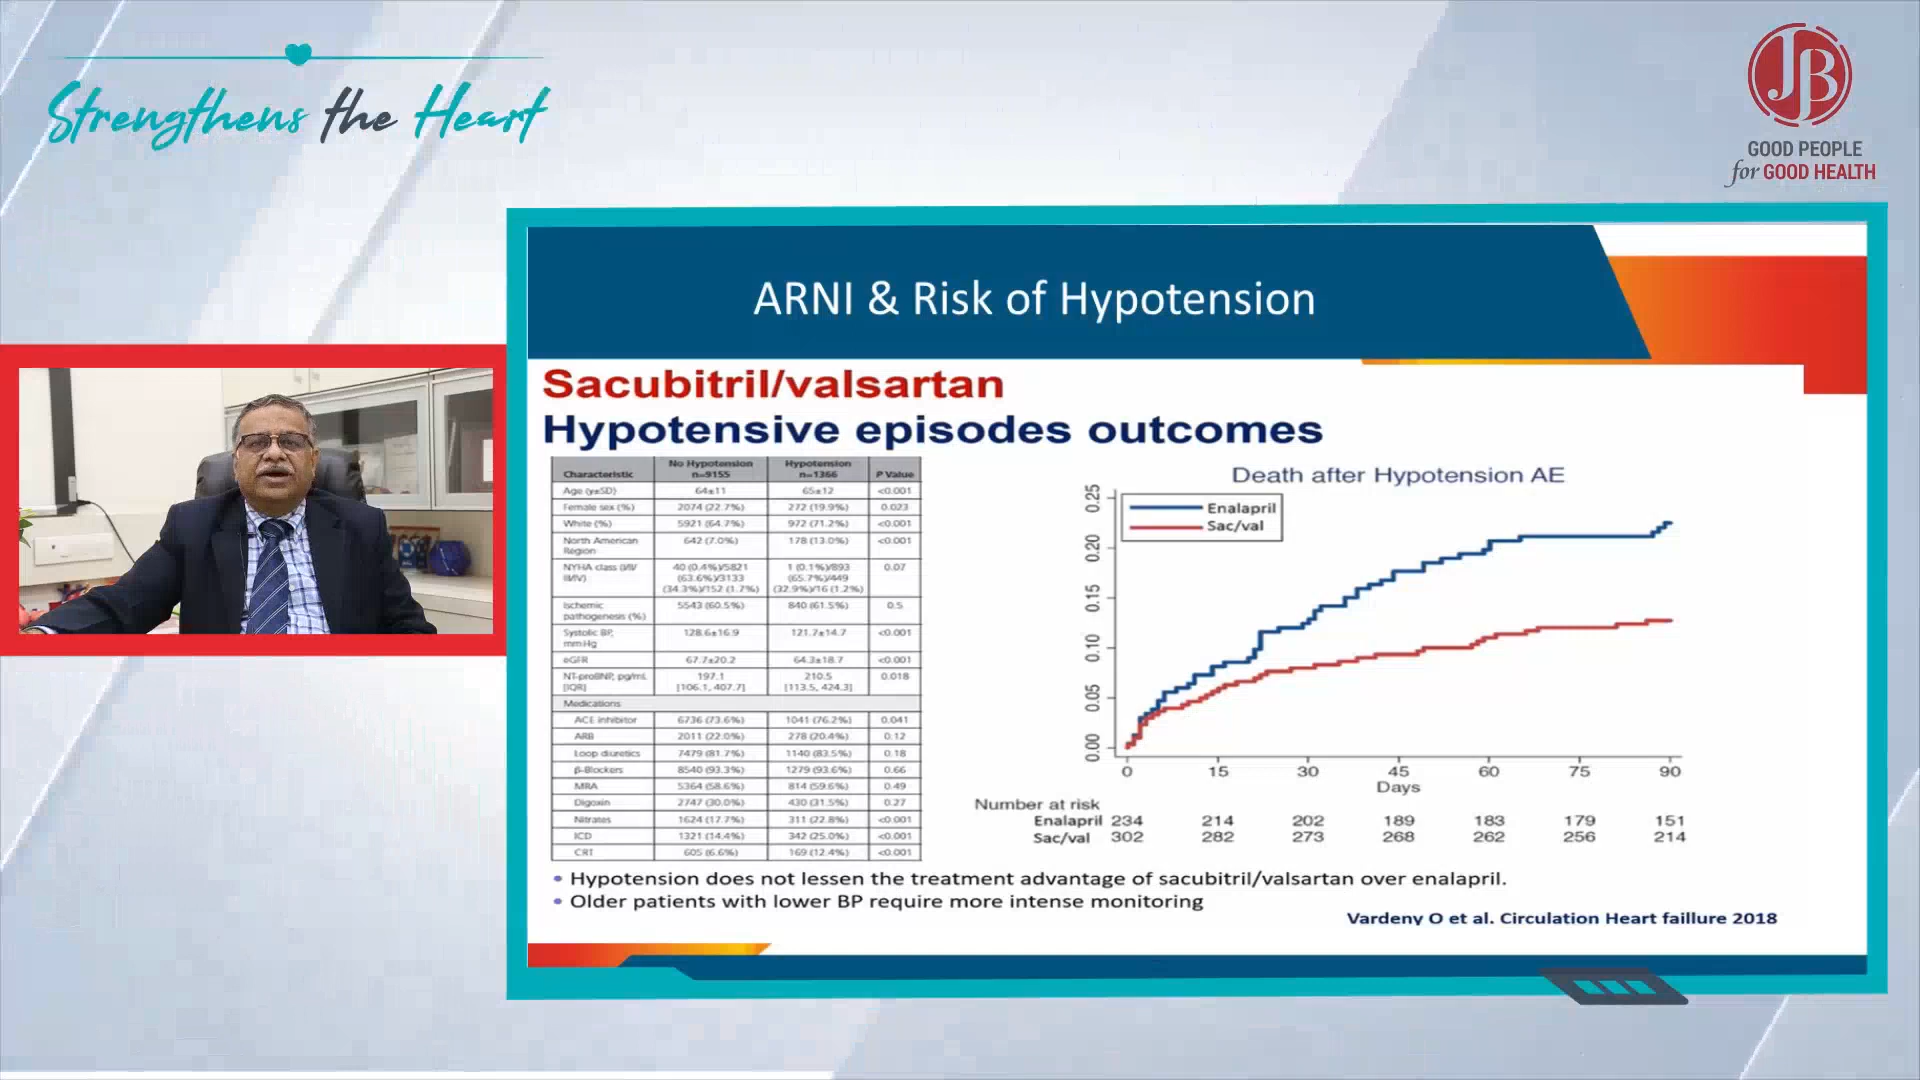 Strengthens the Heart
JB
GOOD PEOPLE
for GOOD HEALTH
ARNI & Risk of Hypotension
Sacubitril/valsartan
Hypotensive episodes outcomes
Characteristic No Hypotension n=9155 Hypotension n=1366 P Value
Age (y±SD) 64±11 65±12 <0.001
Female sex (%) 2074 (22.7%) 272 (19.9%) 0.023
White (%) 5921 (64.7%) 972 (71.2%) <0.001
North American Region 642 (7.0%) 178 (13.0%) <0.001
NYHA class (I/II/III/IV) 40 (0.4%)/5821 (63.6%)/3133 (34.3%)/152 (1.7%) 1 (0.1%)/893 (65.7%)/449 (32.9%)/16 (1.2%) 0.07
Ischemic pathogenesis (%) 5543 (60.5%) 840 (61.5%) 0.5
Systolic BP, mm Hg 128.6±16.9 121.7±14.7 <0.001
eGFR 67.7±20.2 64.3±18.7 <0.001
NT-proBNP, pg/mL [IQR] 197.1 [106.1, 407.7] 210.5 [113.5, 424.3] 0.018
Medications
ACE inhibitor 6736 (73.6%) 1041 (76.2%) 0.041
ARB 2011 (22.0%) 278 (20.4%) 0.12
Loop diuretics 7479 (81.7%) 1140 (83.5%) 0.18
β-Blockers 8540 (93.3%) 1279 (93.6%) 0.66
MRA 5364 (58.6%) 814 (59.6%) 0.49
Digoxin 2747 (30.0%) 430 (31.5%) 0.27
Nitrates 1624 (17.7%) 311 (22.8%) <0.001
ICD 1321 (14.4%) 342 (25.0%) <0.001
CRT 605 (6.6%) 169 (12.4%) <0.001
Death after Hypotension AE
Enalapril
Sac/val
0.25
0.20
0.15
0.10
0.05
0.00
0 15 30 45 60 75 90
Days
Number at risk
Enalapril 234 214 202 189 183 179 151
Sac/val 302 282 273 268 262 256 214
• Hypotension does not lessen the treatment advantage of sacubitril/valsartan over enalapril.
• Older patients with lower BP require more intense monitoring
Vardeny O et al. Circulation Heart faillure 2018